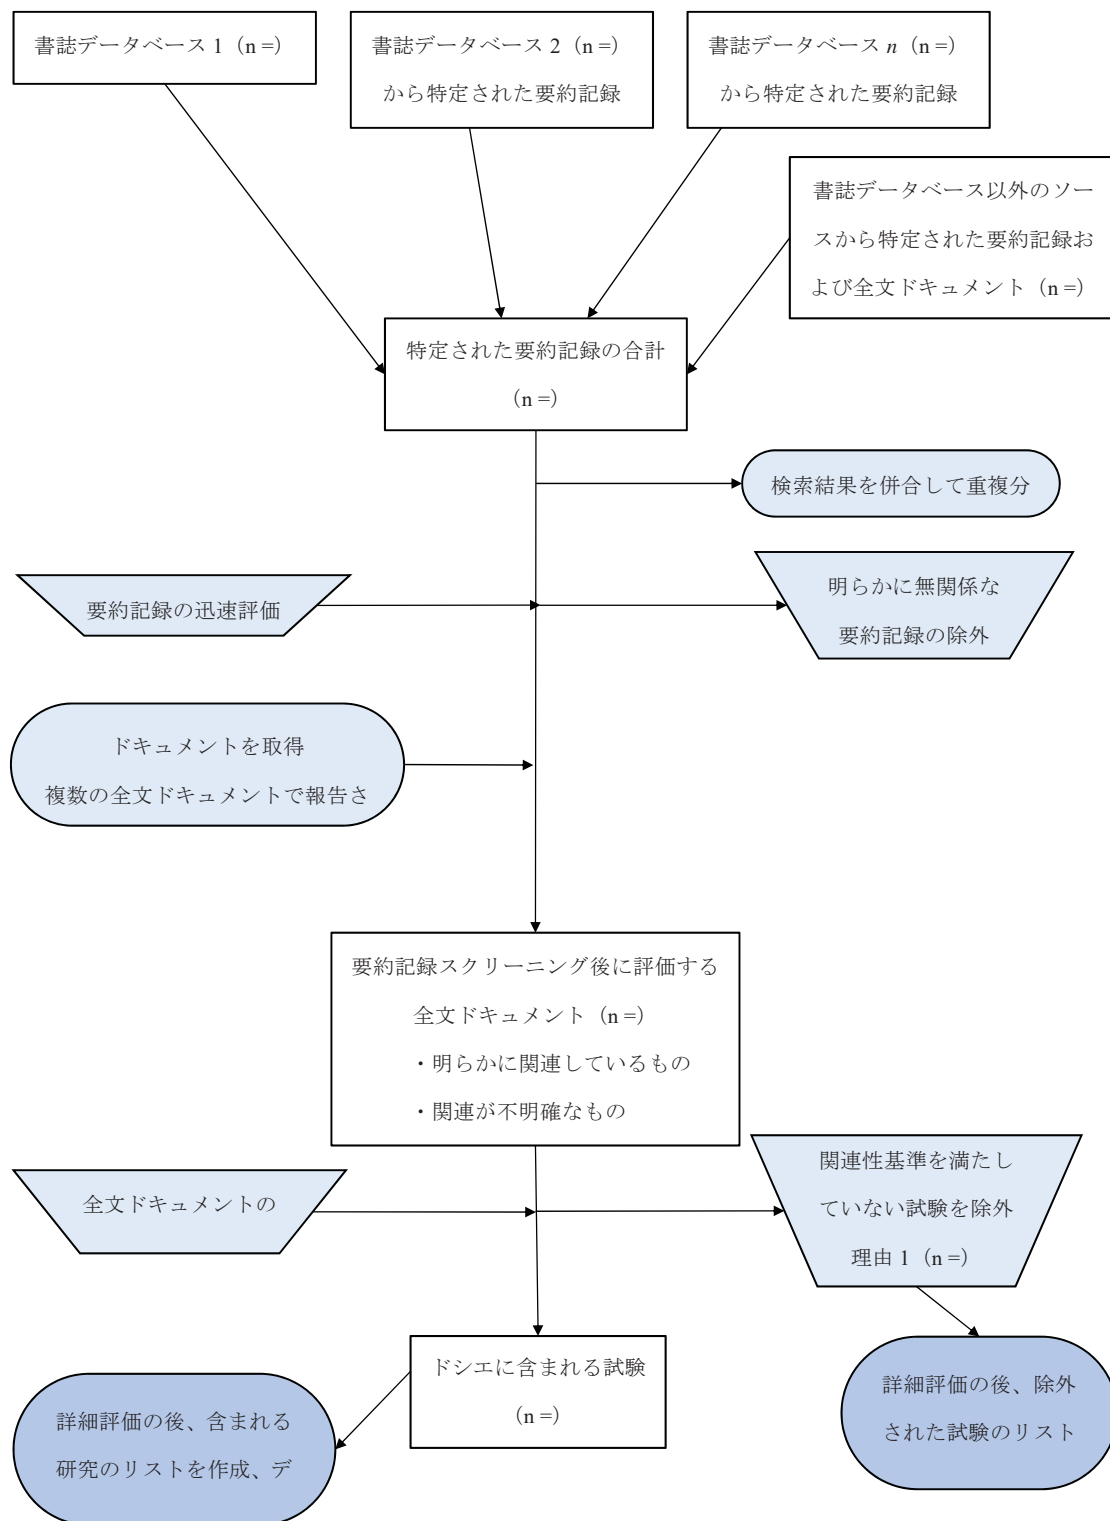 書誌データベース 1（n =）
書誌データベース 2（n =）
から特定された要約記録
書誌データベース n（n =）
から特定された要約記録
書誌データベース以外のソー
スから特定された要約記録お
よび全文ドキュメント（n =）
特定された要約記録の合計
（n =）
検索結果を併合して重複分
要約記録の迅速評価
明らかに無関係な
要約記録の除外
ドキュメントを取得
複数の全文ドキュメントで報告さ
要約記録スクリーニング後に評価する
全文ドキュメント（n =）
・明らかに関連しているもの
・関連が不明確なもの
全文ドキュメントの
関連性基準を満たし
ていない試験を除外
理由 1（n =）
ドシエに含まれる試験
（n =）
詳細評価の後、除外
された試験のリスト
詳細評価の後、含まれる
研究のリストを作成、デ